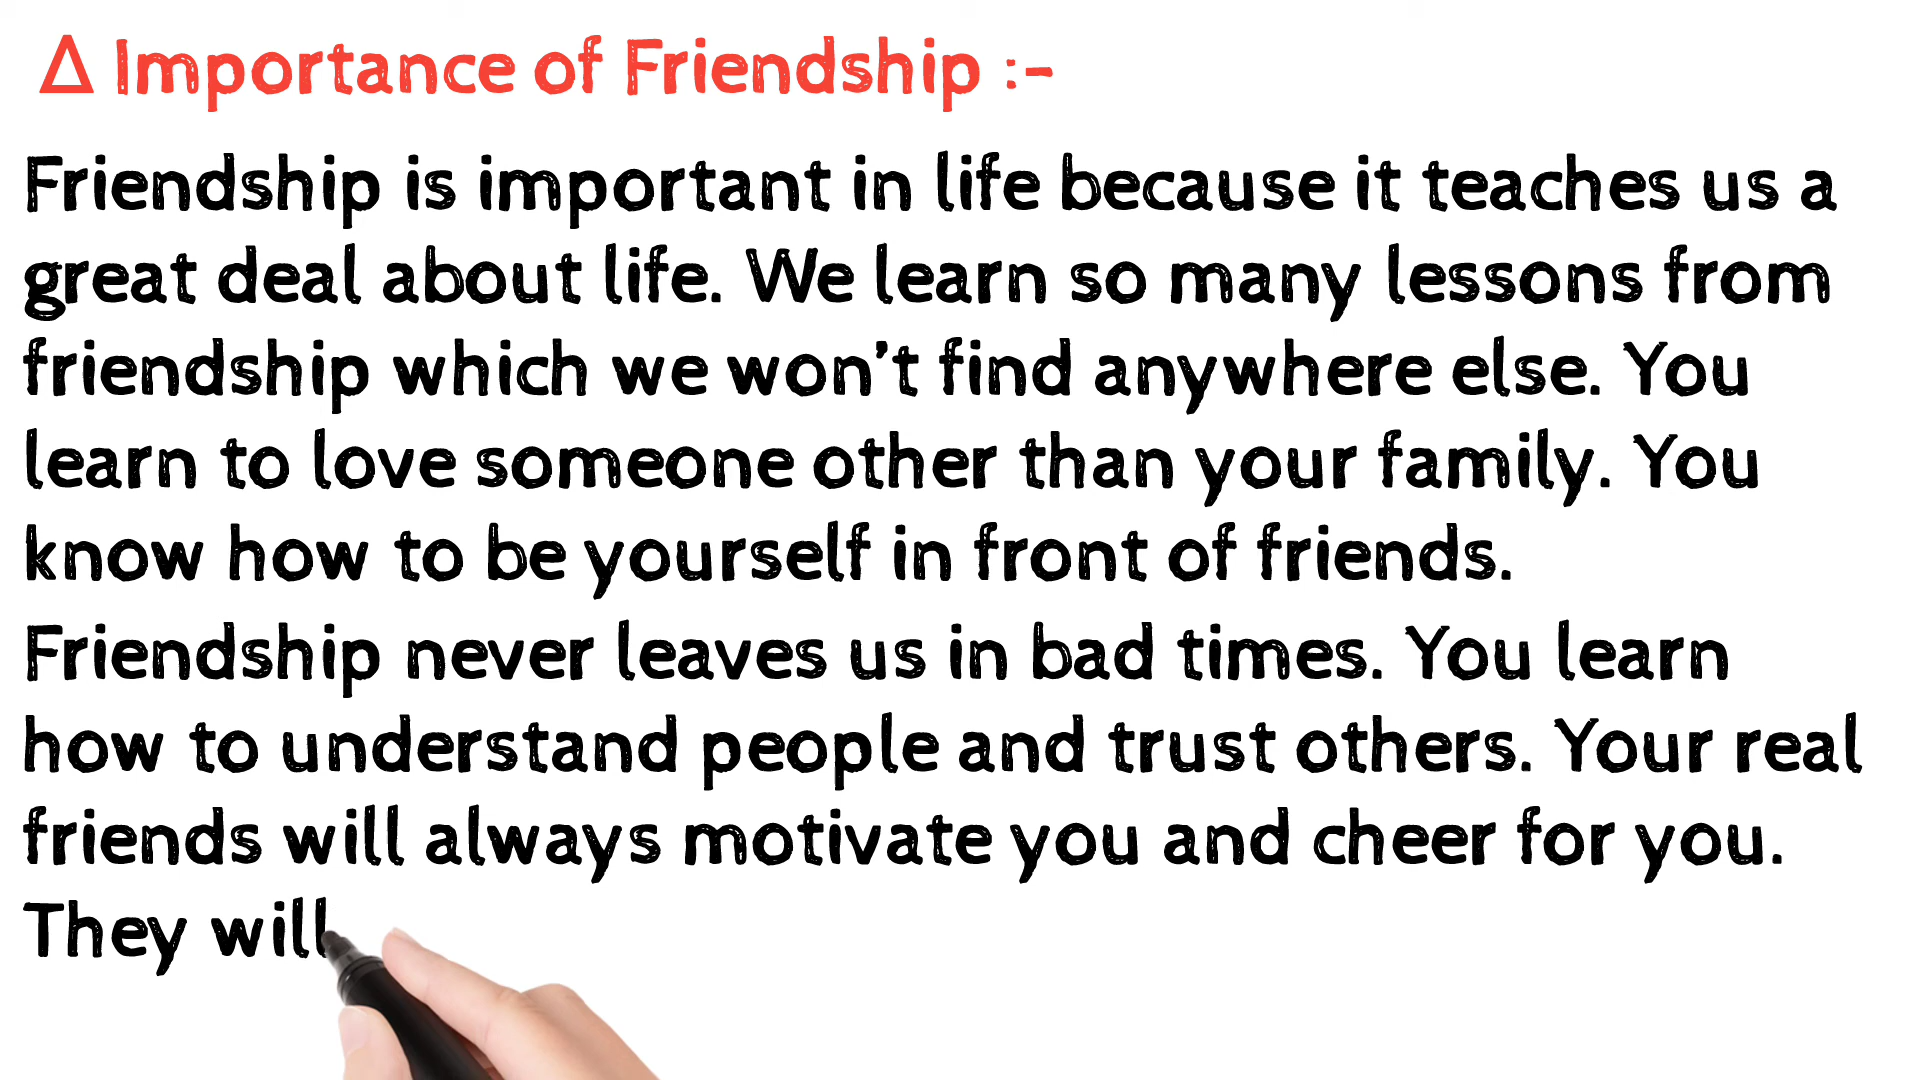 Δ Importance of Friendship :-
Friendship is important in life because it teaches us a
great deal about life. We learn so many lessons from
friendship which we won't find anywhere else. You
learn to love someone other than your family. You
know how to be yourself in front of friends.
Friendship never leaves us in bad times. You learn
how to understand people and trust others. Your real
friends will always motivate you and cheer for you.
They will